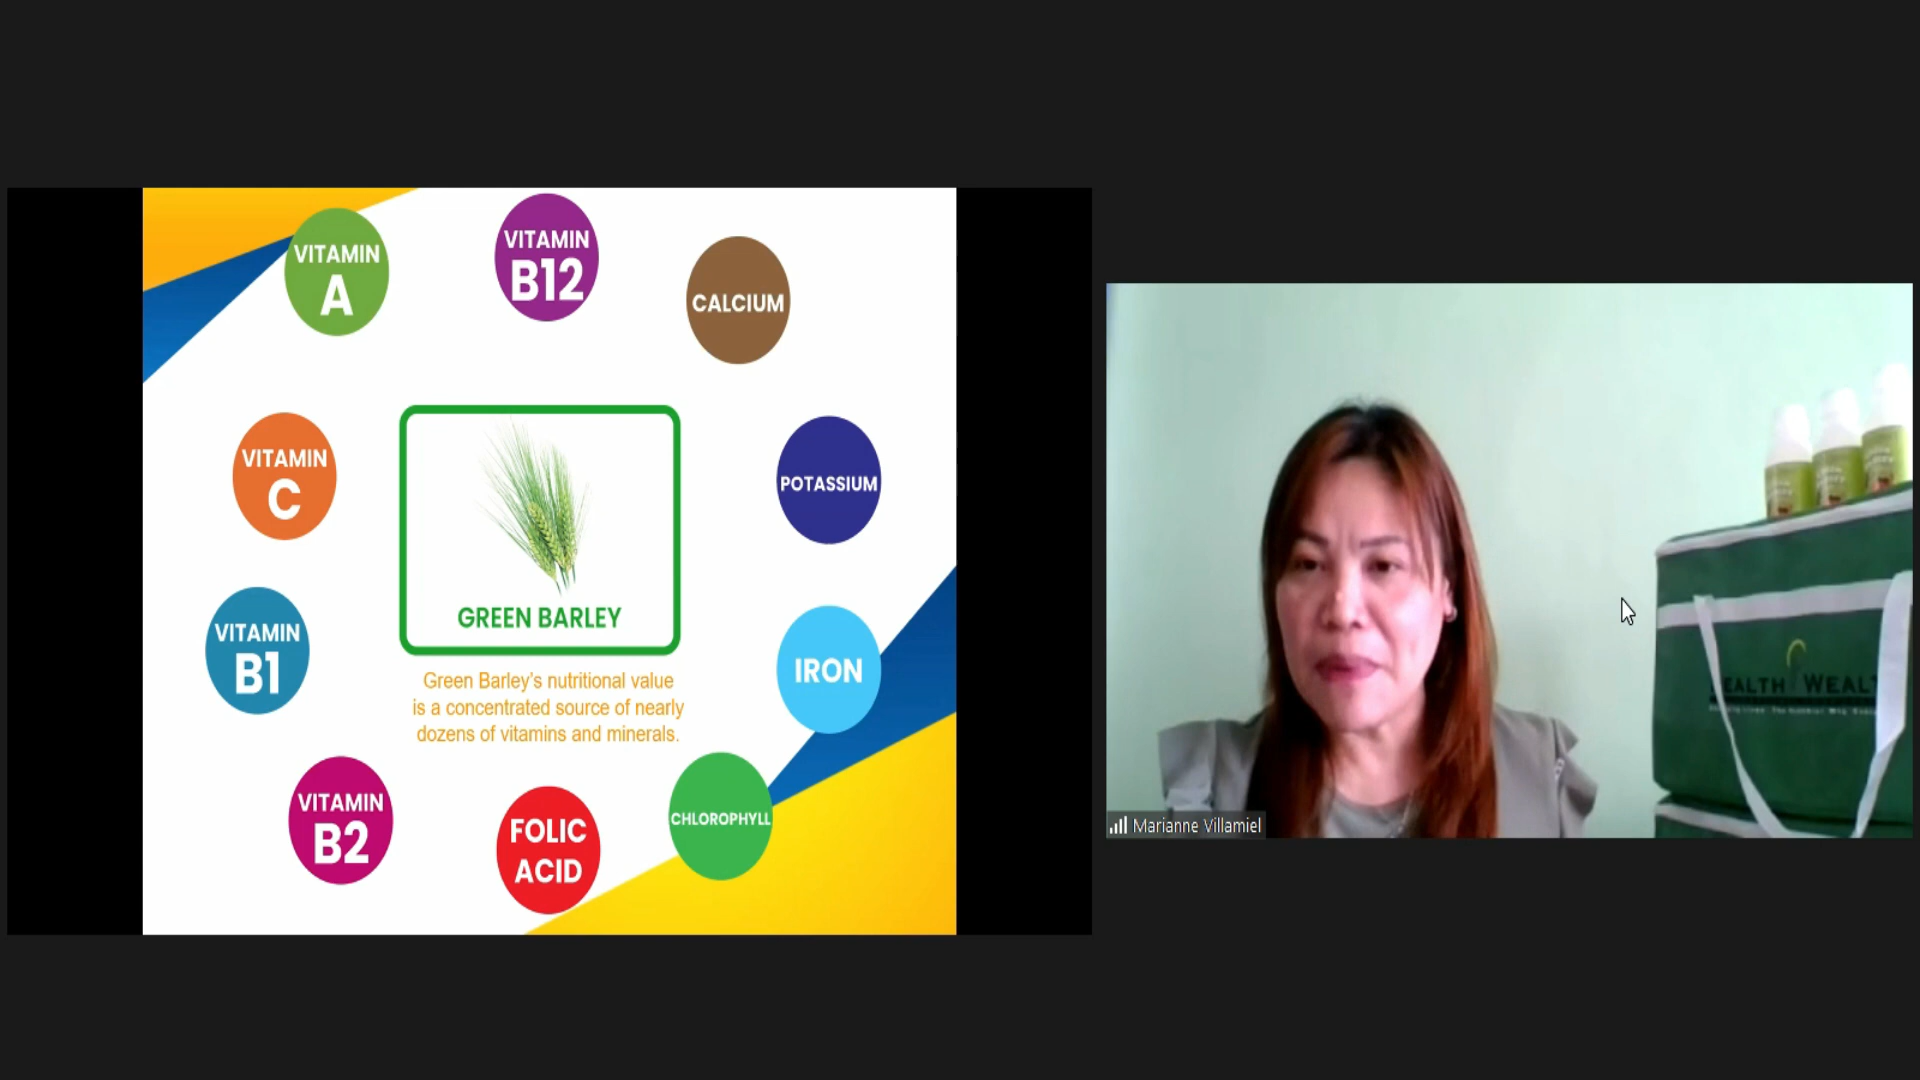 VITAMIN
A
VITAMIN
B12
CALCIUM
VITAMIN
C
POTASSIUM
GREEN BARLEY
VITAMIN
B1
IRON
Green Barley's nutritional value
is a concentrated source of nearly
dozens of vitamins and minerals.
VITAMIN
B2
FOLIC
ACID
CHLOROPHYLL
EALTH WEALT
Marianne Villamiel